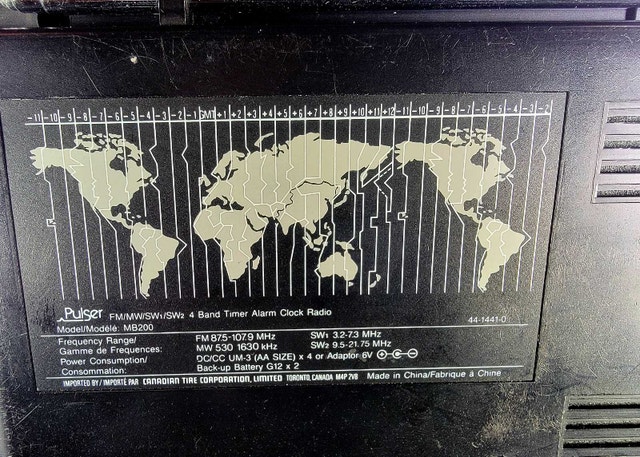 -11 -10 -9 -8 -7 -6 -5 -4 -3 -2 -1 GMT +1 +2 +3 +4 +5 +6 +7 +8 +9 +10 +11 +12 -11 -10 -9 -8 -7 -6 -5 -4 -3 -2
Pulser FM/MW/SW1/SW2 4 Band Timer Alarm Clock Radio 44-1441-0
Model/Modèlé: MB200
Frequency Range/ FM 87.5-107.9 MHz SW1 3.2-7.3 MHz
Gamme de Frequences: MW 530 1630 kHz SW2 9.5-21.75 MHz
Power Consumption/ DC/CC UM-3 (AA SIZE) x 4 or Adaptor 6V
Consommation: Back-up Battery G12 x 2
IMPORTED BY/IMPORTÉ PAR CANADIAN TIRE CORPORATION, LIMITED TORONTO, CANADA M4P 2V8 Made in China/Fabrique à Chine